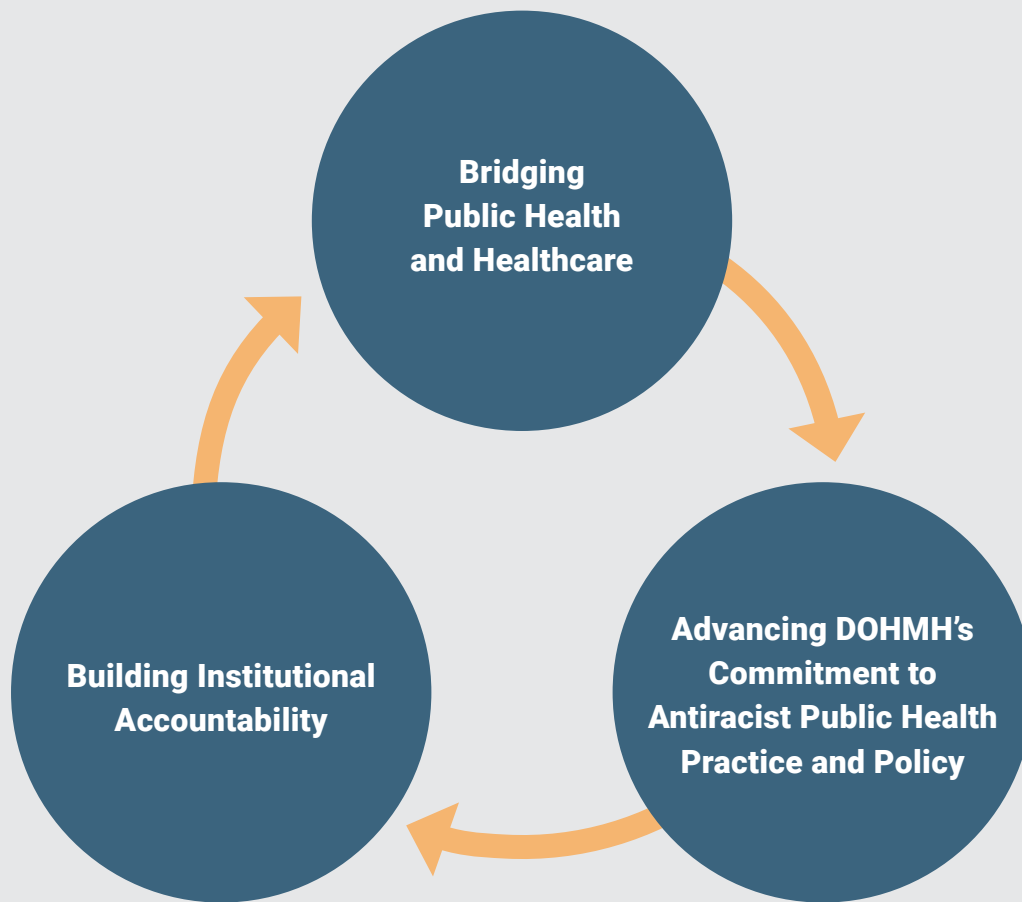 Bridging
Public Health
and Healthcare
Advancing DOHMH’s
Commitment to
Antiracist Public Health
Practice and Policy
Building Institutional
Accountability